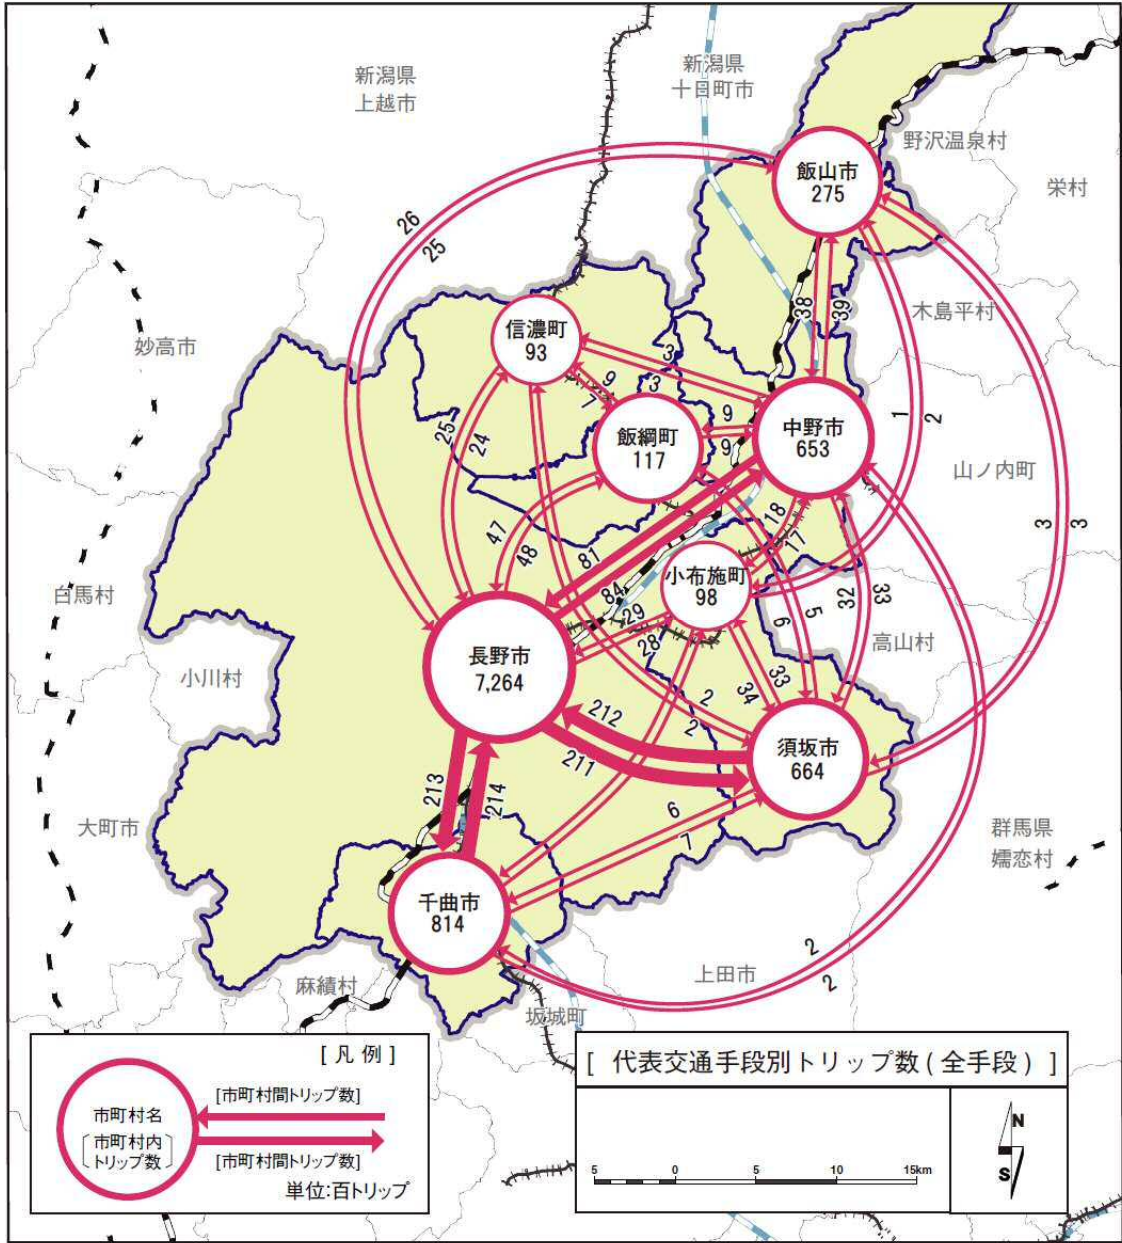 新潟県
上越市
新潟県
十日町市
野沢温泉村
飯山市
275
栄村
26
25
木島平村
38
39
信濃町
93
妙高市
3
3
9
7
飯綱町
117
9
9
中野市
653
1
2
25
24
山ノ内町
47
48
18
17
3
3
81
84
小布施町
98
白馬村
29
28
6
5
32
33
高山村
小川村
長野市
7,264
34
33
2
2
212
211
須坂市
664
213
214
大町市
6
7
群馬県
嬬恋村
千曲市
814
2
2
上田市
麻績村
坂城町
[ 凡 例 ]
市町村名
市町村内
トリップ数
[市町村間トリップ数]
[市町村間トリップ数]
単位:百トリップ
[ 代表交通手段別トリップ数 ( 全手段 ) ]
5 0 5 10 15km
N
S